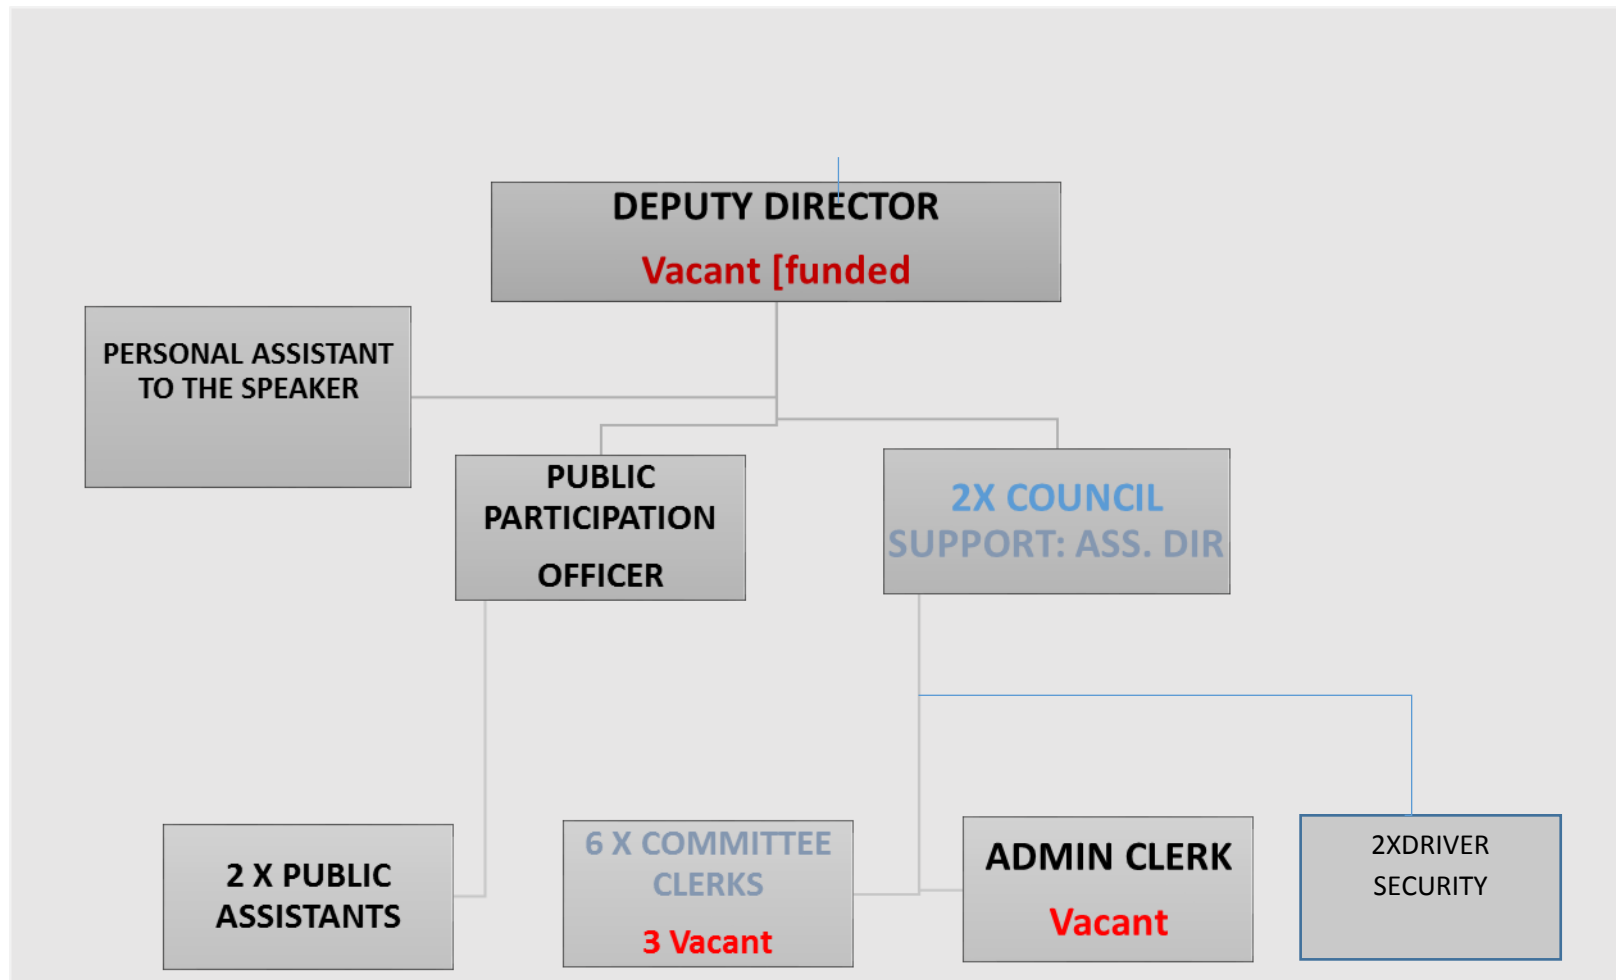 DEPUTY DIRECTOR
Vacant [funded
PERSONAL ASSISTANT
TO THE SPEAKER
PUBLIC
PARTICIPATION
OFFICER
2X COUNCIL
SUPPORT: ASS. DIR
2 X PUBLIC
ASSISTANTS
6 X COMMITTEE
CLERKS
3 Vacant
ADMIN CLERK
Vacant
2XDRIVER
SECURITY